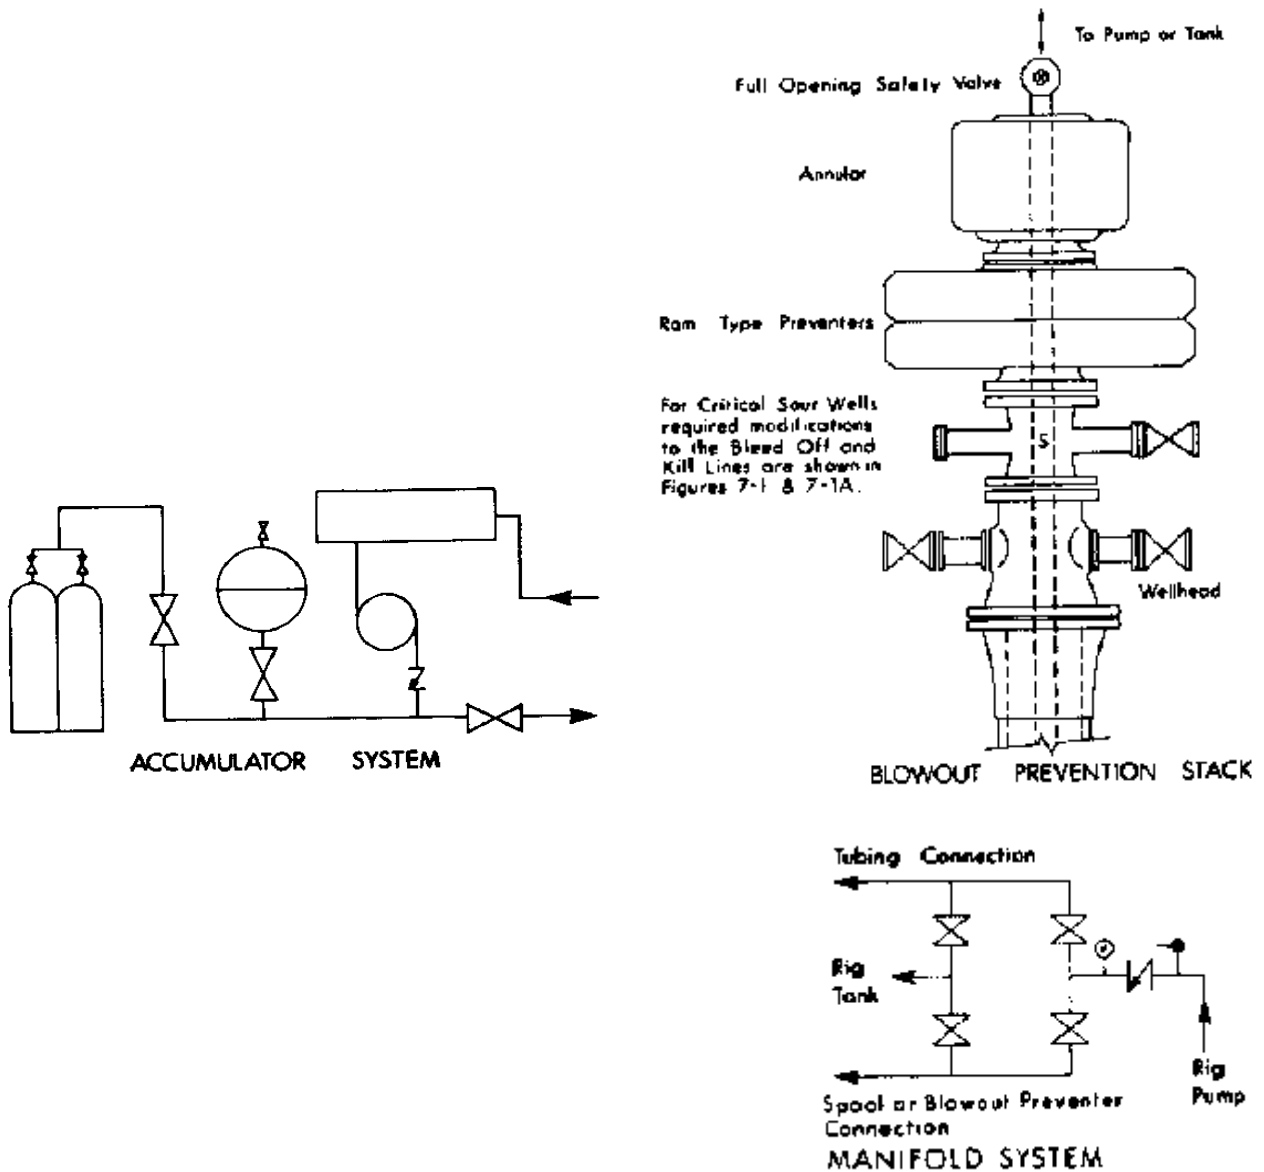 To Pump or Tank
Full Opening Safety Valve
Annular
Ram Type Preventers
For Critical Sour Wells
required modifications
to the Bleed Off and
Kill Lines are shown in
Figures 7-1 & 7-1A.
S
Wellhead
ACCUMULATOR SYSTEM
BLOWOUT PREVENTION STACK
Tubing Connection
Rig
Tank
Rig
Pump
Spool or Blowout Preventer
Connection
MANIFOLD SYSTEM